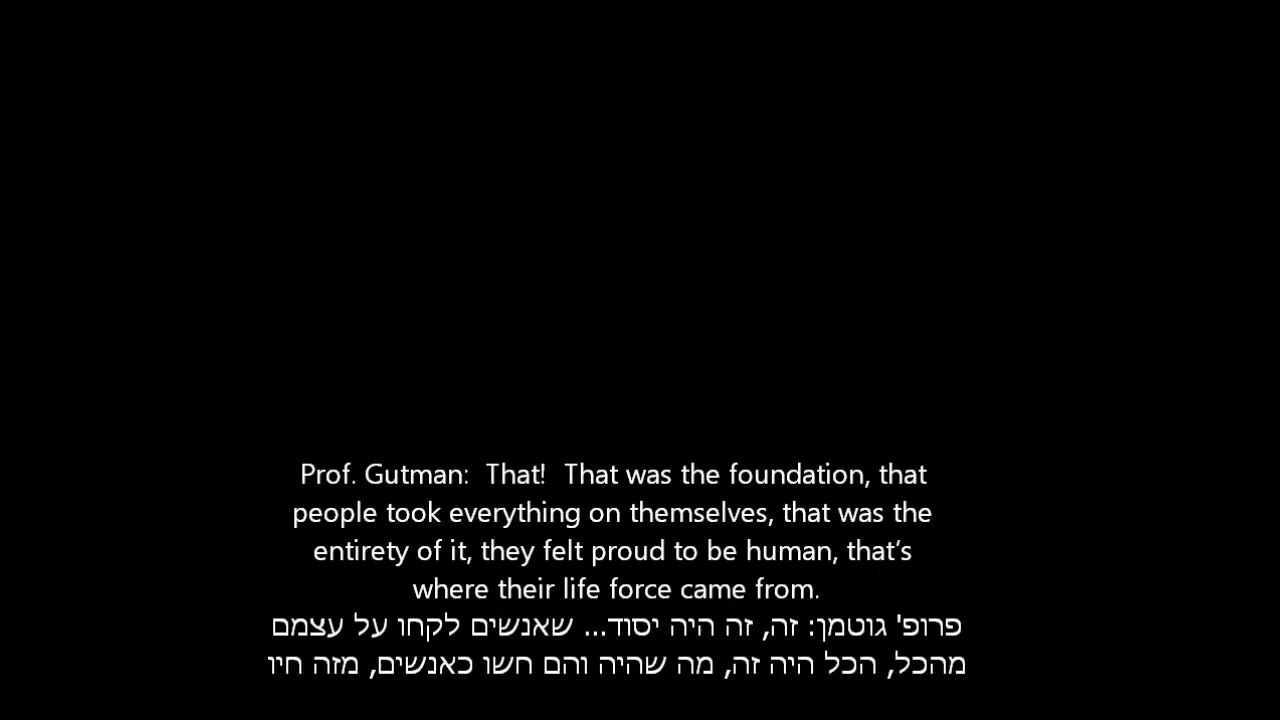 Prof. Gutman:  That!  That was the foundation, that
people took everything on themselves, that was the
entirety of it, they felt proud to be human, that’s
where their life force came from.
פרופ' גוטמן: זה, זה היה יסוד... שאנשים לקחו על עצמם
מהכל, הכל היה זה, מה שהיה והם חשו כאנשים, מזה חיו